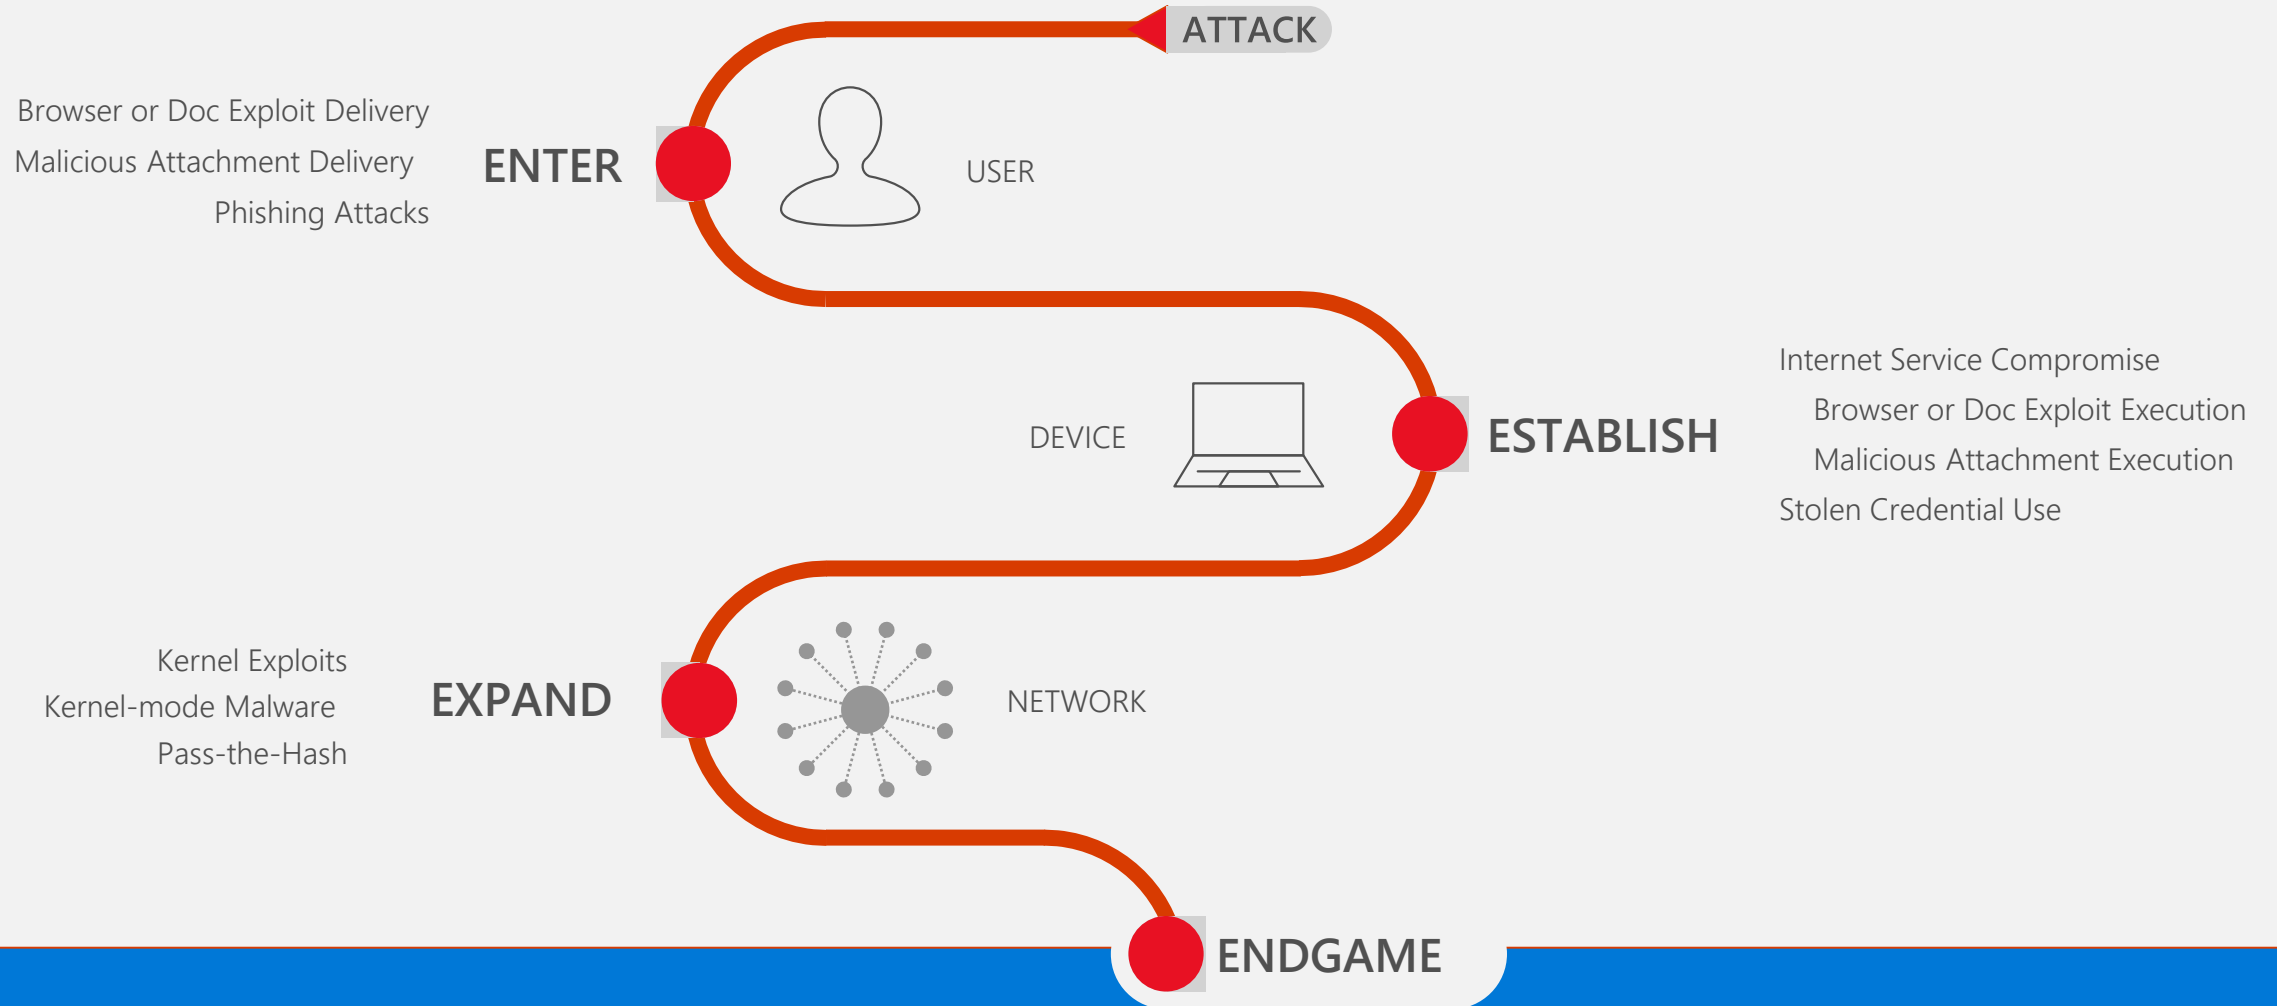 ATTACK
Browser or Doc Exploit Delivery
Malicious Attachment Delivery
Phishing Attacks
ENTER
USER
DEVICE
ESTABLISH
Internet Service Compromise
Browser or Doc Exploit Execution
Malicious Attachment Execution
Stolen Credential Use
Kernel Exploits
Kernel-mode Malware
Pass-the-Hash
EXPAND
NETWORK
ENDGAME